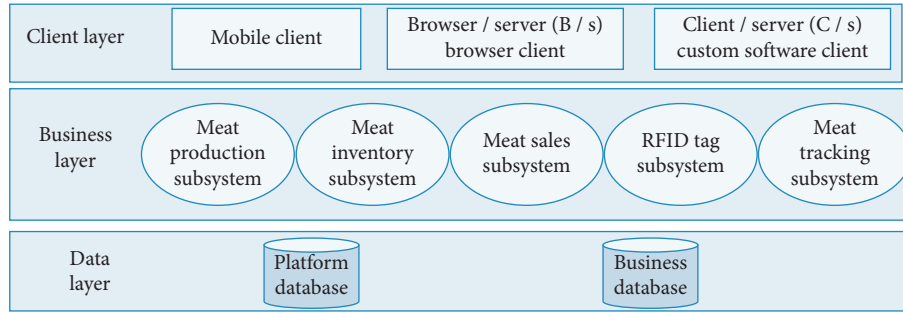 Client layer
Mobile client
Browser / server (B / s)
browser client
Client / server (C / s)
custom software client
Business
layer
Meat
production
subsystem
Meat
inventory
subsystem
Meat sales
subsystem
RFID tag
subsystem
Meat
tracking
subsystem
Data
layer
Platform
database
Business
database